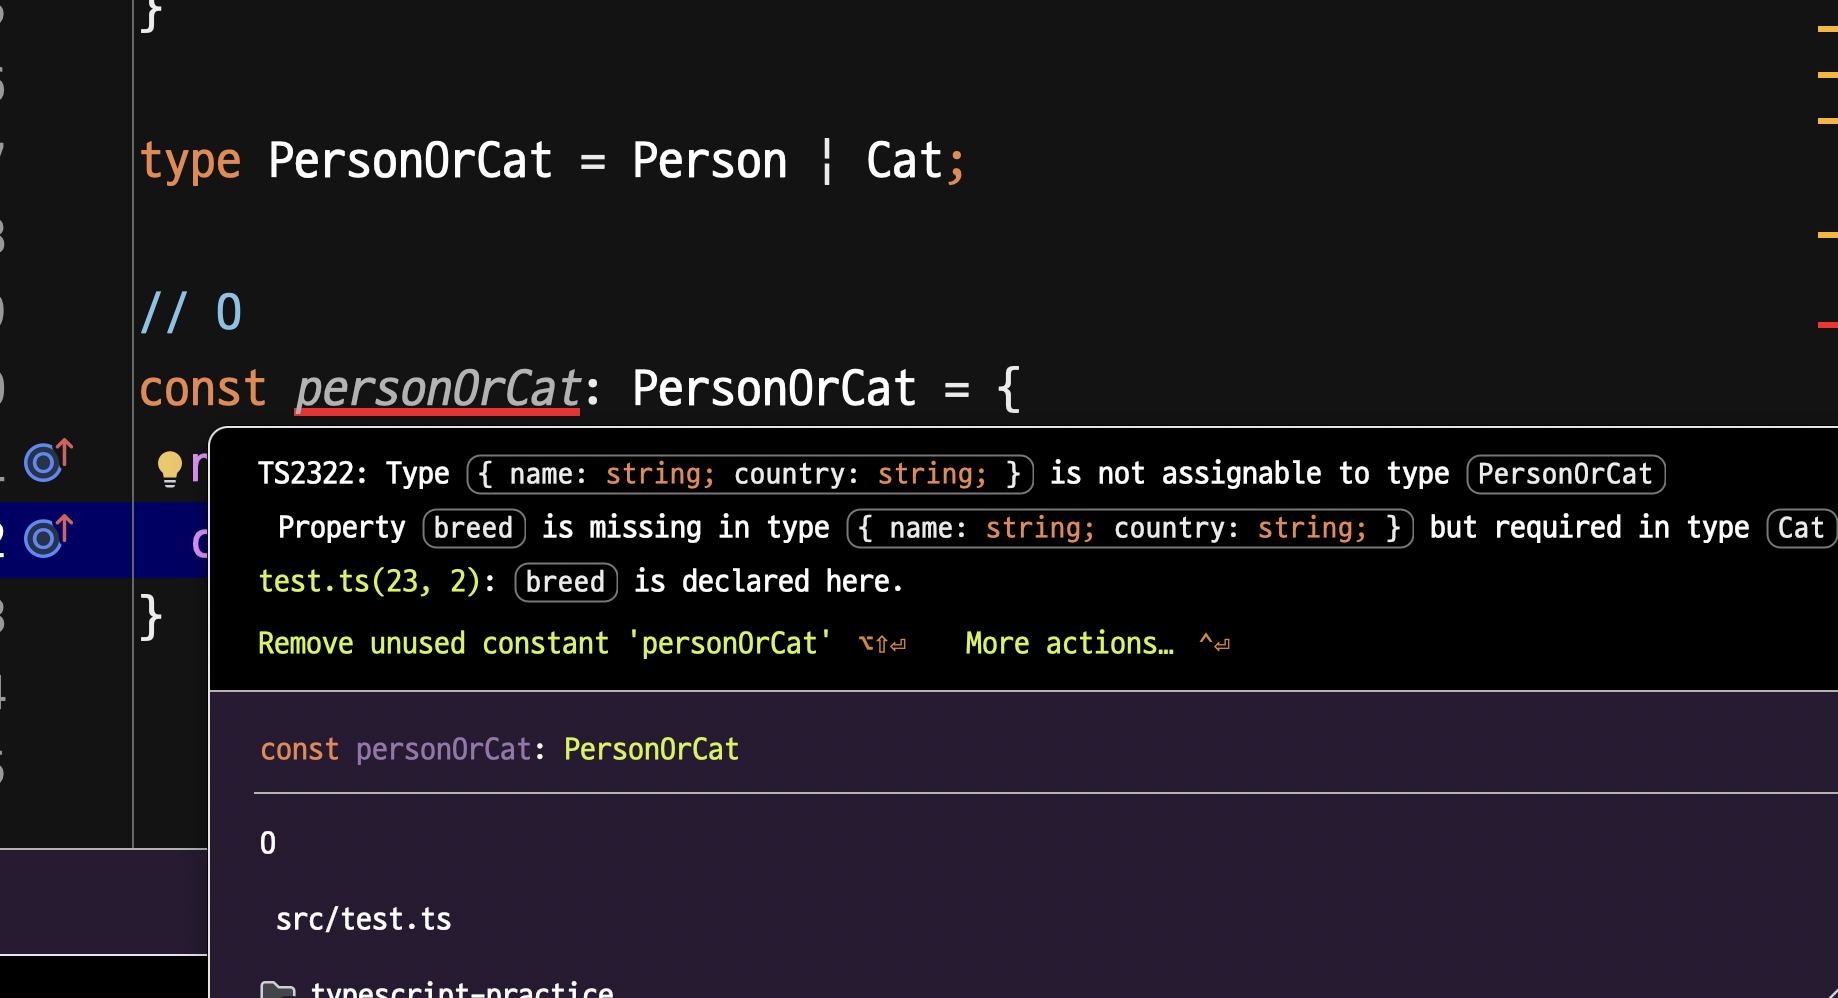 }
type PersonOrCat = Person | Cat;
// O
const personOrCat: PersonOrCat = {
TS2322: Type { name: string; country: string; } is not assignable to type PersonOrCat
Property breed is missing in type { name: string; country: string; } but required in type Cat
test.ts(23, 2): breed is declared here.
Remove unused constant 'personOrCat' ⌥⇧⏎ More actions… ^⏎
}
const personOrCat: PersonOrCat
O
src/test.ts
typescript-practice